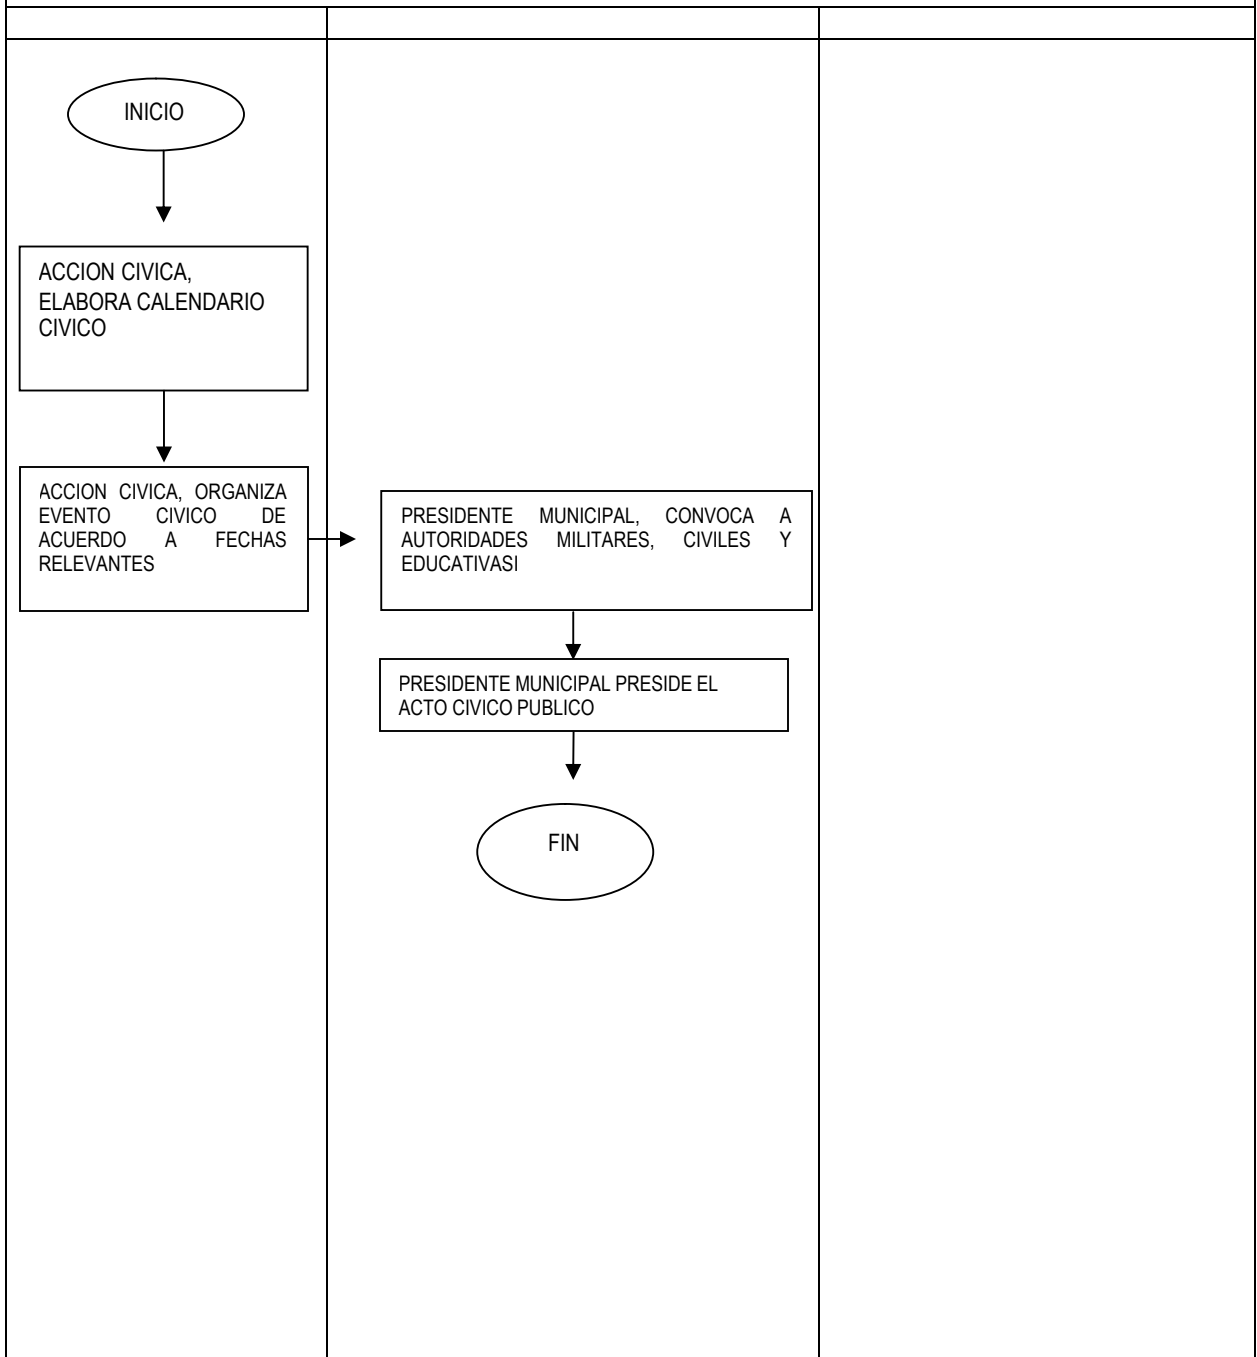 INICIO
ACCION CIVICA,
ELABORA CALENDARIO
CIVICO
ACCION CIVICA, ORGANIZA
EVENTO CIVICO DE
ACUERDO A FECHAS
RELEVANTES
PRESIDENTE MUNICIPAL, CONVOCA A
AUTORIDADES MILITARES, CIVILES Y
EDUCATIVASI
PRESIDENTE MUNICIPAL PRESIDE EL
ACTO CIVICO PUBLICO
FIN